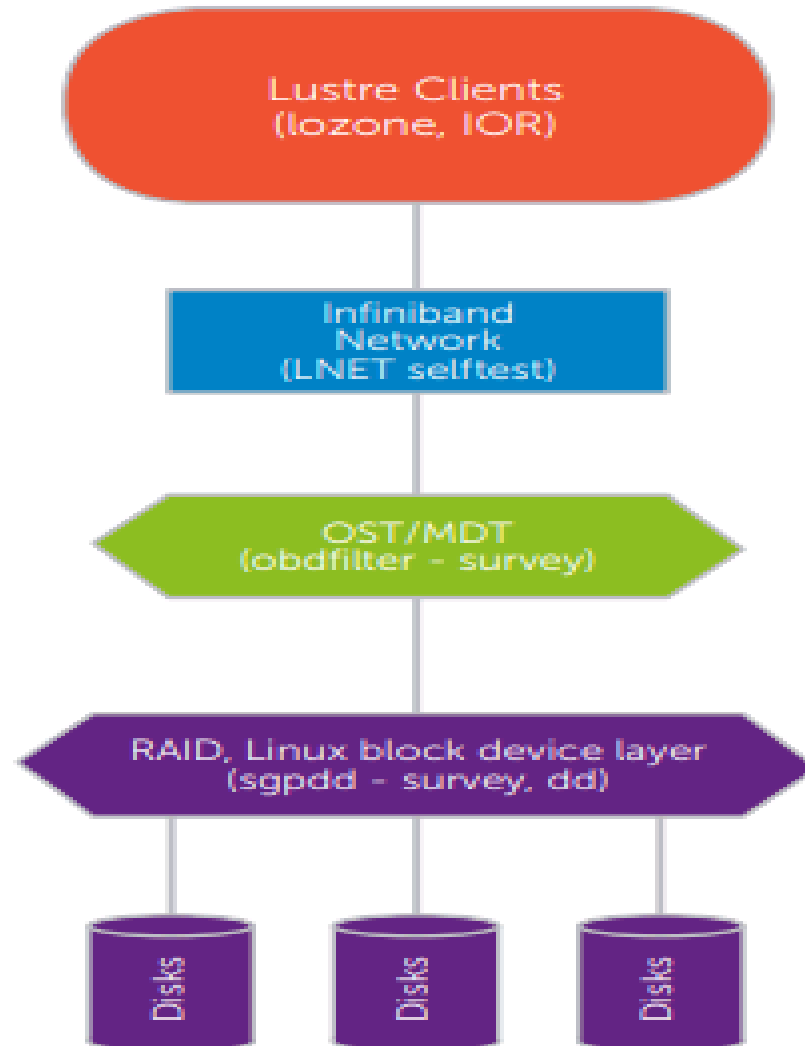 Lustre Clients
(lozone, IOR)
Infiniband
Network
(LNET selftest)
OST/MDT
(obdfilter - survey)
RAID, Linux block device layer
(sgpdd - survey, dd)
Disks
Disks
Disks